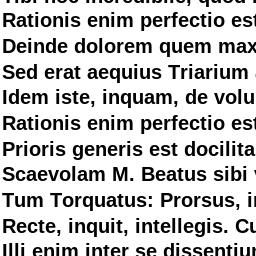 Rationis enim perfectio est
Deinde dolorem quem max
Sed erat aequius Triarium
Idem iste, inquam, de volu
Rationis enim perfectio est
Prioris generis est docilita
Scaevolam M. Beatus sibi
Tum Torquatus: Prorsus, i
Recte, inquit, intellegis. Cu
Illi enim inter se dissentiu